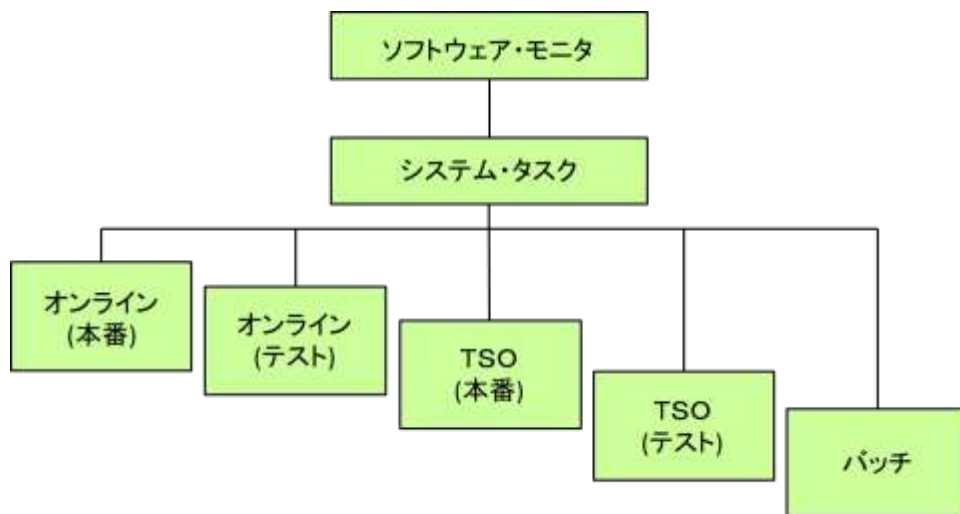 ソフトウェア・モニタ
システム・タスク
オンライン
(本番)
オンライン
(テスト)
TSO
(本番)
TSO
(テスト)
バッチ